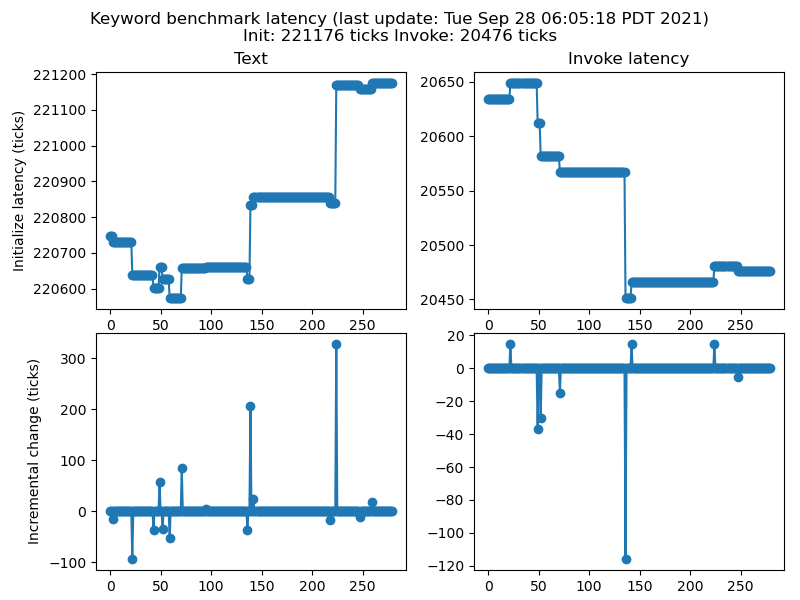 Keyword benchmark latency (last update: Tue Sep 28 06:05:18 PDT 2021)
Init: 221176 ticks Invoke: 20476 ticks
Text
Initialize latency (ticks)
221200
221100
221000
220900
220800
220700
220600
0 50 100 150 200 250
Invoke latency
20650
20600
20550
20500
20450
0 50 100 150 200 250
Incremental change (ticks)
300
200
100
0
−100
0 50 100 150 200 250
20
0
−20
−40
−60
−80
−100
−120
0 50 100 150 200 250